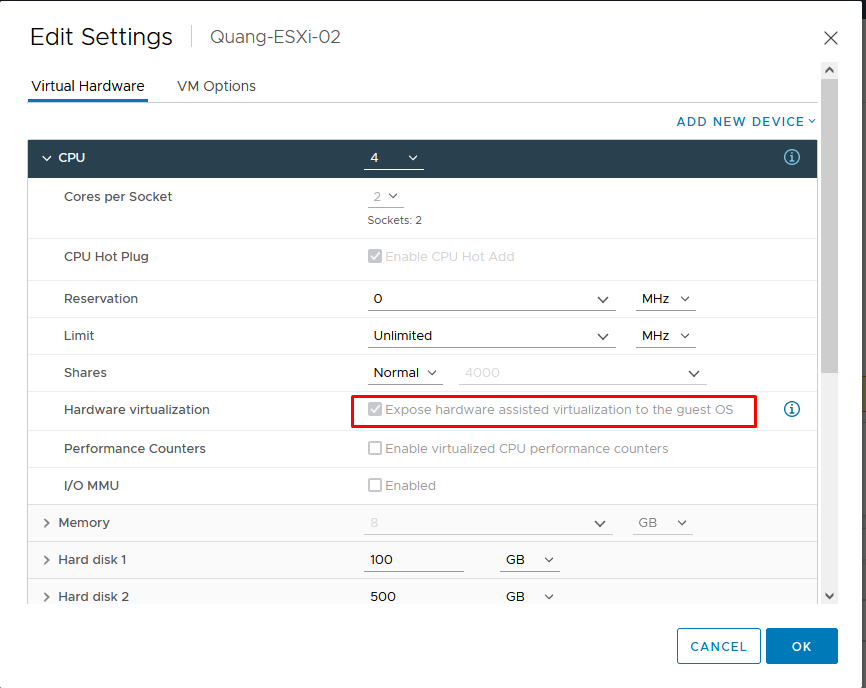 Edit Settings Quang-ESXi-02
Virtual Hardware VM Options
ADD NEW DEVICE
CPU 4
Cores per Socket 2
Sockets: 2
CPU Hot Plug Enable CPU Hot Add
Reservation 0 MHz
Limit Unlimited MHz
Shares Normal 4000
Hardware virtualization Expose hardware assisted virtualization to the guest OS
Performance Counters Enable virtualized CPU performance counters
I/O MMU Enabled
Memory 8 GB
Hard disk 1 100 GB
Hard disk 2 500 GB
CANCEL OK